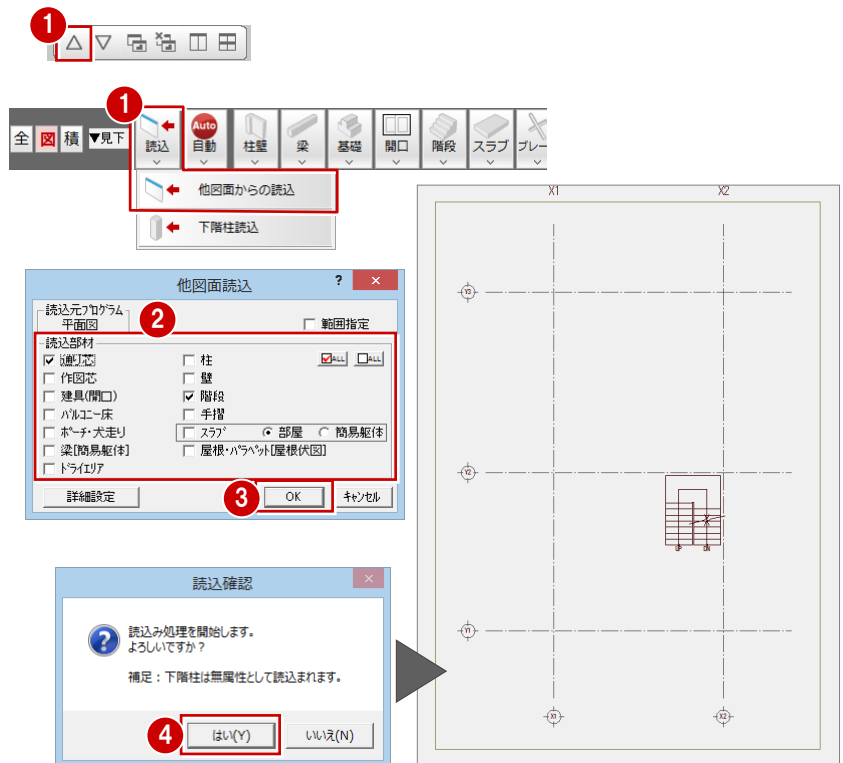 1
1
全 図 積 ▼見下 読込 Auto 自動 柱壁 梁 基礎 開口 階段 スラブ ブレー
他図面からの読込
下階柱読込
他図面読込 ? ×
読込元プログラム
平面図
2
範囲指定
読込部材
通り芯 柱 ALL ALL
作図芯 壁
建具(開口) 階段
バルコニー床 手摺
ポーチ・犬走り スラブ 部屋 簡易躯体
梁[簡易躯体] 屋根・パラペット[屋根伏図]
ドライエリア
詳細設定 3 OK キャンセル
読込確認 ×
読込み処理を開始します。
よろしいですか?
補足:下階柱は無属性として読込まれます。
4 はい(Y) いいえ(N)
X1 X2
Y3
Y2
UP DN
Y1
X1 X2